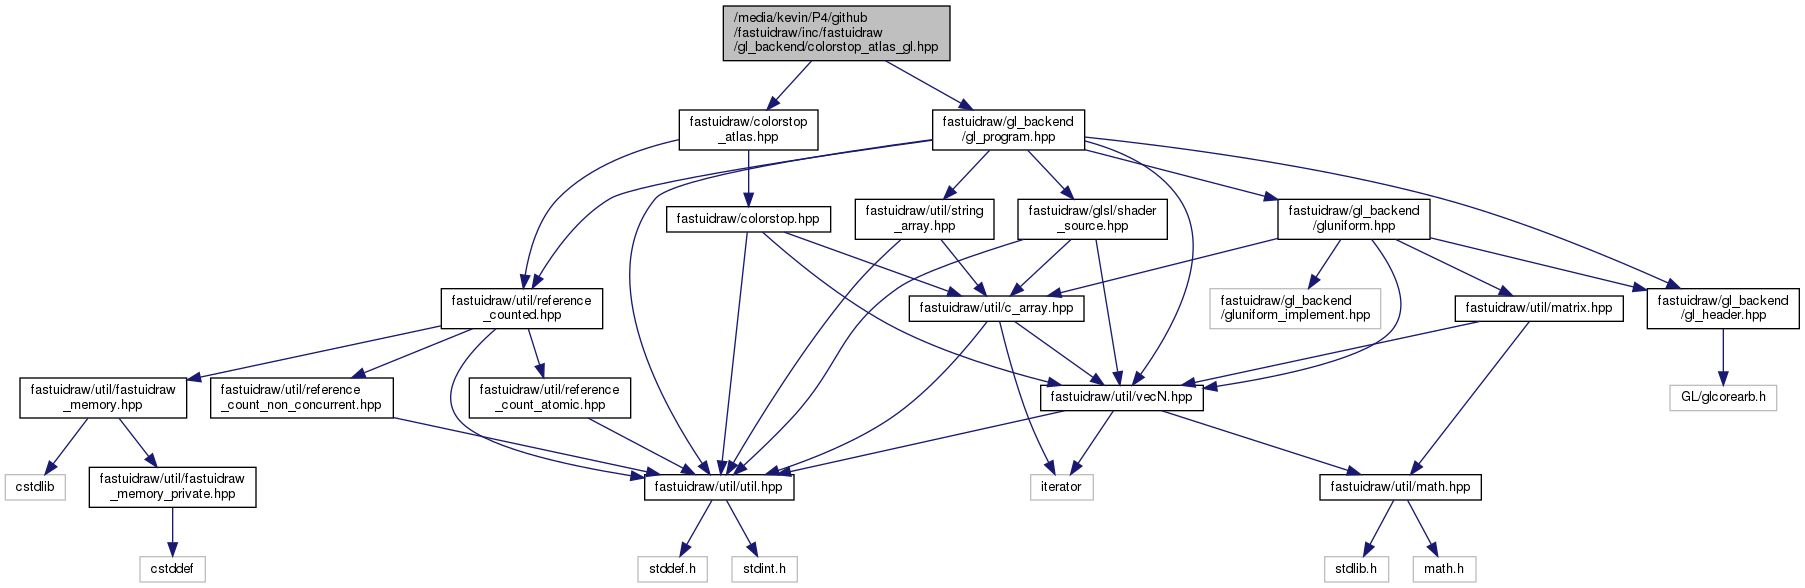 /media/kevin/P4/github
/fastuidraw/inc/fastuidraw
/gl_backend/colorstop_atlas_gl.hpp
fastuidraw/colorstop
_atlas.hpp
fastuidraw/gl_backend
/gl_program.hpp
fastuidraw/colorstop.hpp
fastuidraw/util/string
_array.hpp
fastuidraw/glsl/shader
_source.hpp
fastuidraw/gl_backend
/gluniform.hpp
fastuidraw/util/reference
_counted.hpp
fastuidraw/util/c_array.hpp
fastuidraw/gl_backend
/gluniform_implement.hpp
fastuidraw/util/matrix.hpp
fastuidraw/gl_backend
/gl_header.hpp
fastuidraw/util/fastuidraw
_memory.hpp
fastuidraw/util/reference
_count_non_concurrent.hpp
fastuidraw/util/reference
_count_atomic.hpp
fastuidraw/util/vecN.hpp
GL/glcorearb.h
cstdlib
fastuidraw/util/fastuidraw
_memory_private.hpp
fastuidraw/util/util.hpp
iterator
fastuidraw/util/math.hpp
cstddef
stddef.h
stdint.h
stdlib.h
math.h